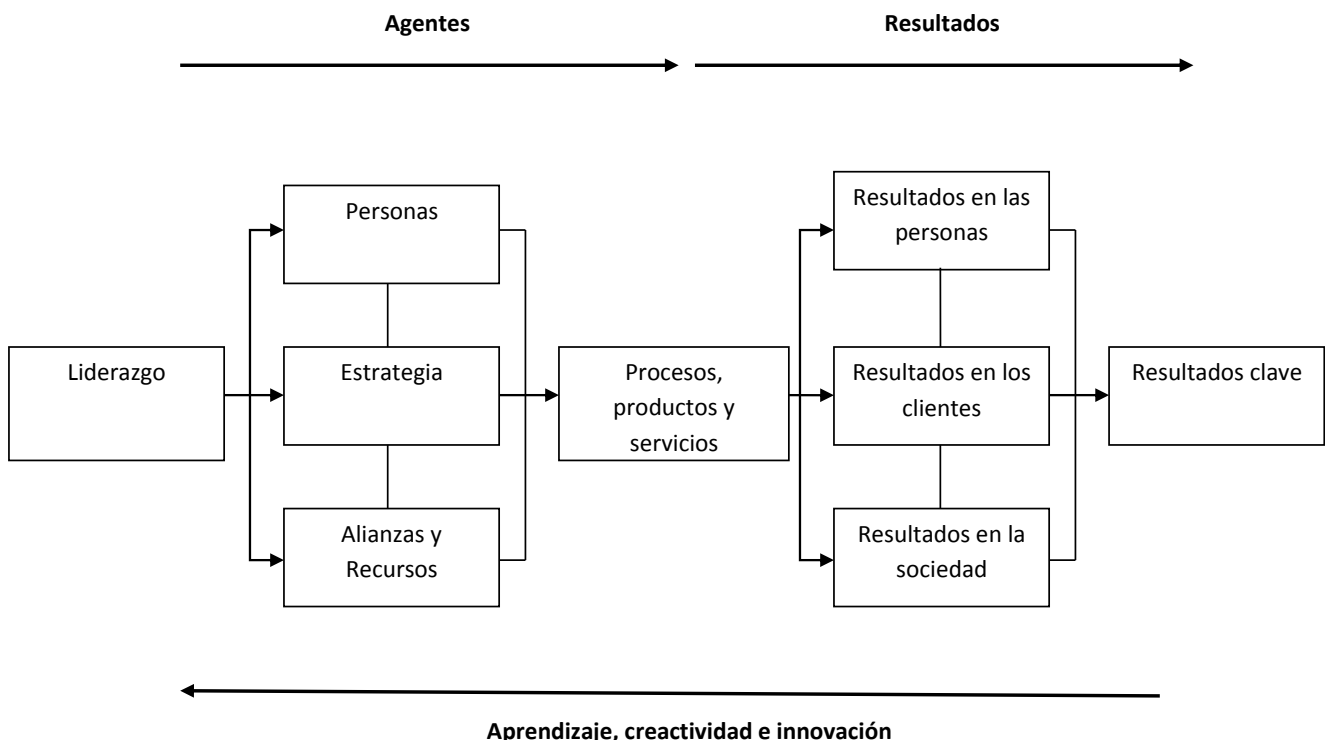 Agentes
Resultados
Personas
Resultados en las
personas
Liderazgo
Estrategia
Procesos,
productos y
servicios
Resultados en los
clientes
Resultados clave
Alianzas y
Recursos
Resultados en la
sociedad
Aprendizaje, creactividad e innovación